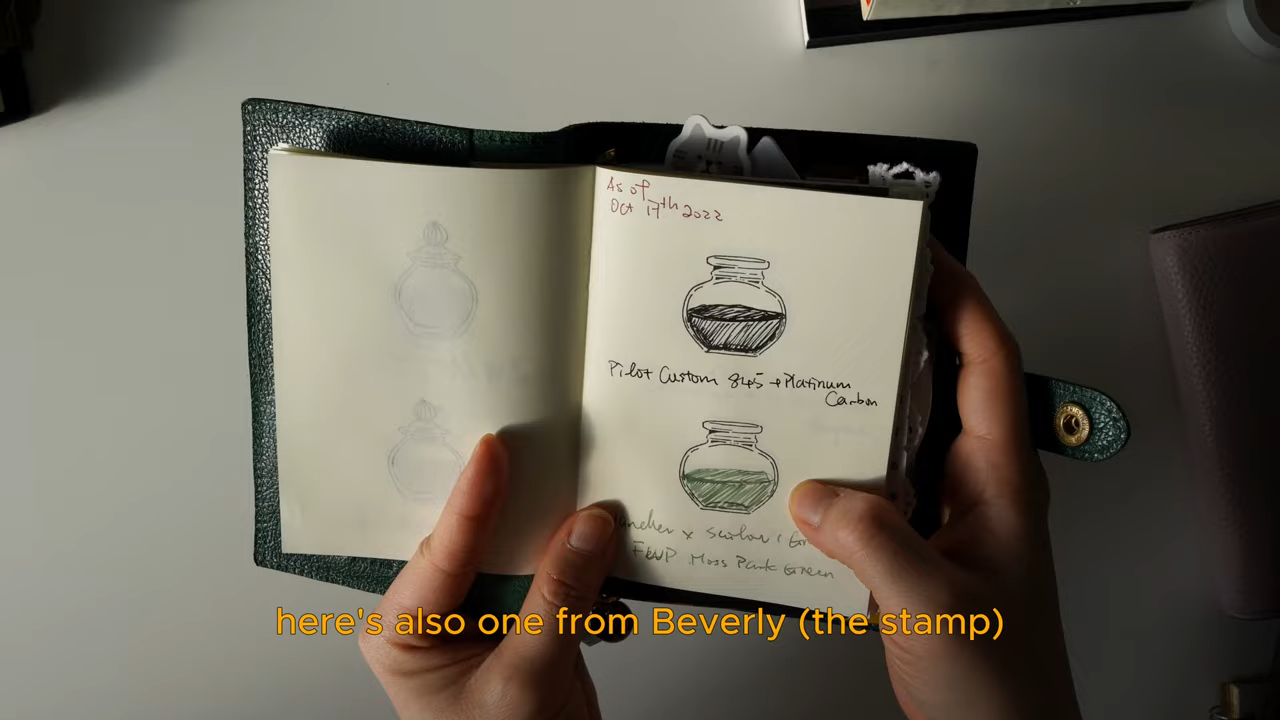 As of
Oct 17th 2022
Pilot Custom 845 + Platinum
Carbon
x
FWP Moss Park Green
here's also one from Beverly (the stamp)